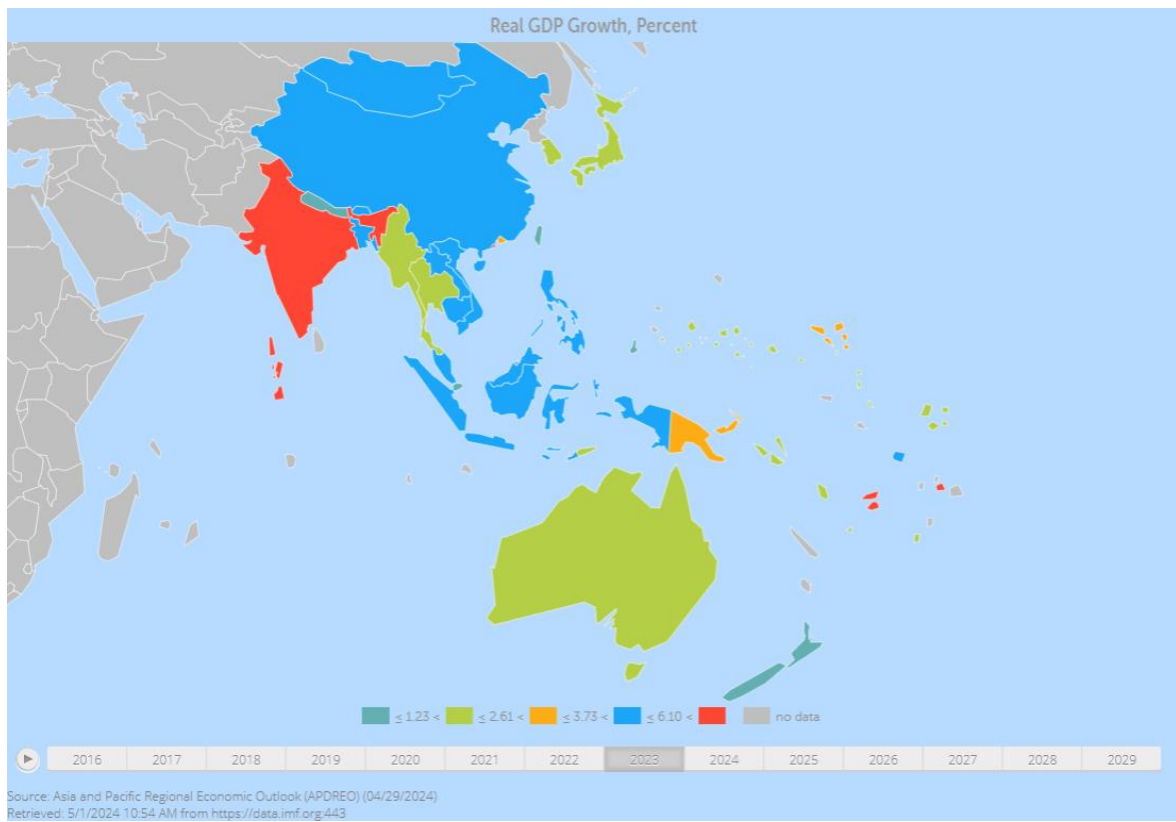 Real GDP Growth, Percent
≤ 1.23 < ≤ 2.61 < ≤ 3.73 < ≤ 6.10 < no data
2016 2017 2018 2019 2020 2021 2022 2023 2024 2025 2026 2027 2028 2029
Source: Asia and Pacific Regional Economic Outlook (APDREO) (04/29/2024)
Retrieved: 5/1/2024 10:54 AM from https://data.imf.org:443